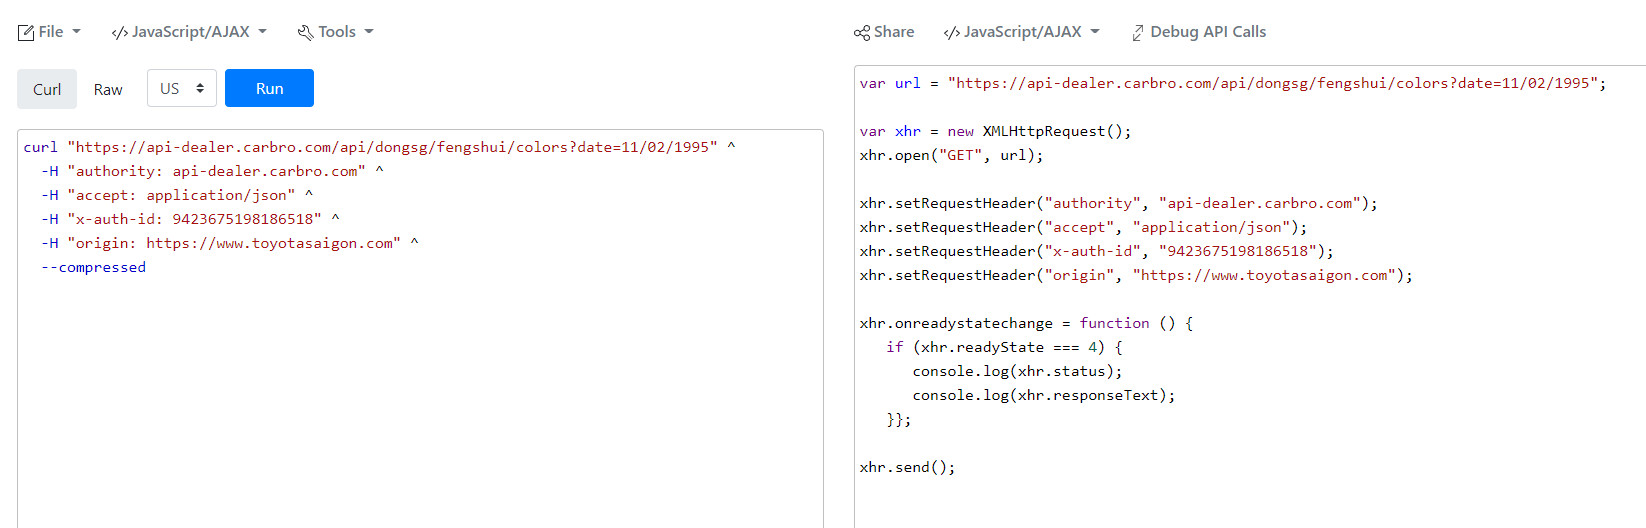 File JavaScript/AJAX Tools
Curl Raw US Run
curl "https://api-dealer.carbro.com/api/dongsg/fengshui/colors?date=11/02/1995" ^
  -H "authority: api-dealer.carbro.com" ^
  -H "accept: application/json" ^
  -H "x-auth-id: 9423675198186518" ^
  -H "origin: https://www.toyotasaigon.com" ^
  --compressed
Share </> JavaScript/AJAX Debug API Calls
var url = "https://api-dealer.carbro.com/api/dongsg/fengshui/colors?date=11/02/1995";
var xhr = new XMLHttpRequest();
xhr.open("GET", url);
xhr.setRequestHeader("authority", "api-dealer.carbro.com");
xhr.setRequestHeader("accept", "application/json");
xhr.setRequestHeader("x-auth-id", "9423675198186518");
xhr.setRequestHeader("origin", "https://www.toyotasaigon.com");
xhr.onreadystatechange = function () {
   if (xhr.readyState === 4) {
      console.log(xhr.status);
      console.log(xhr.responseText);
   }};
xhr.send();